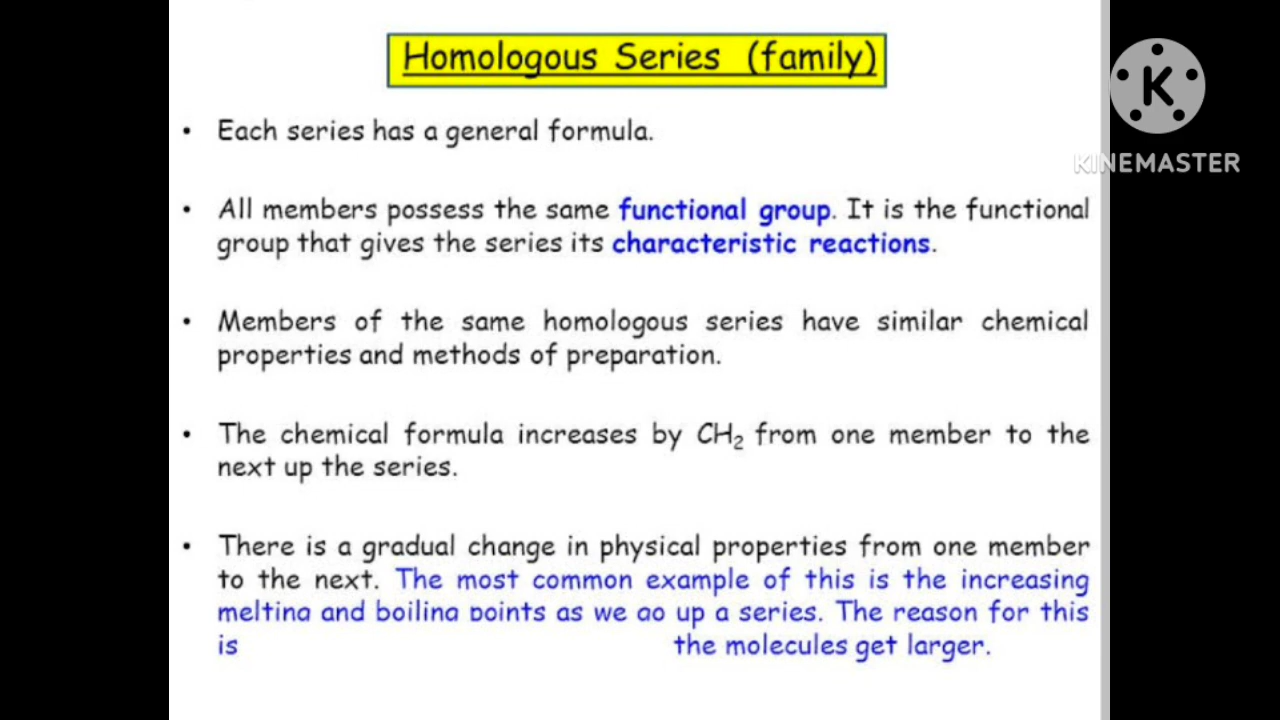 Homologous Series (family)
K
KINEMASTER
• Each series has a general formula.
• All members possess the same functional group. It is the functional
group that gives the series its characteristic reactions.
• Members of the same homologous series have similar chemical
properties and methods of preparation.
• The chemical formula increases by CH₂ from one member to the
next up the series.
• There is a gradual change in physical properties from one member
to the next. The most common example of this is the increasing
melting and boiling points as we go up a series. The reason for this
is the molecules get larger.